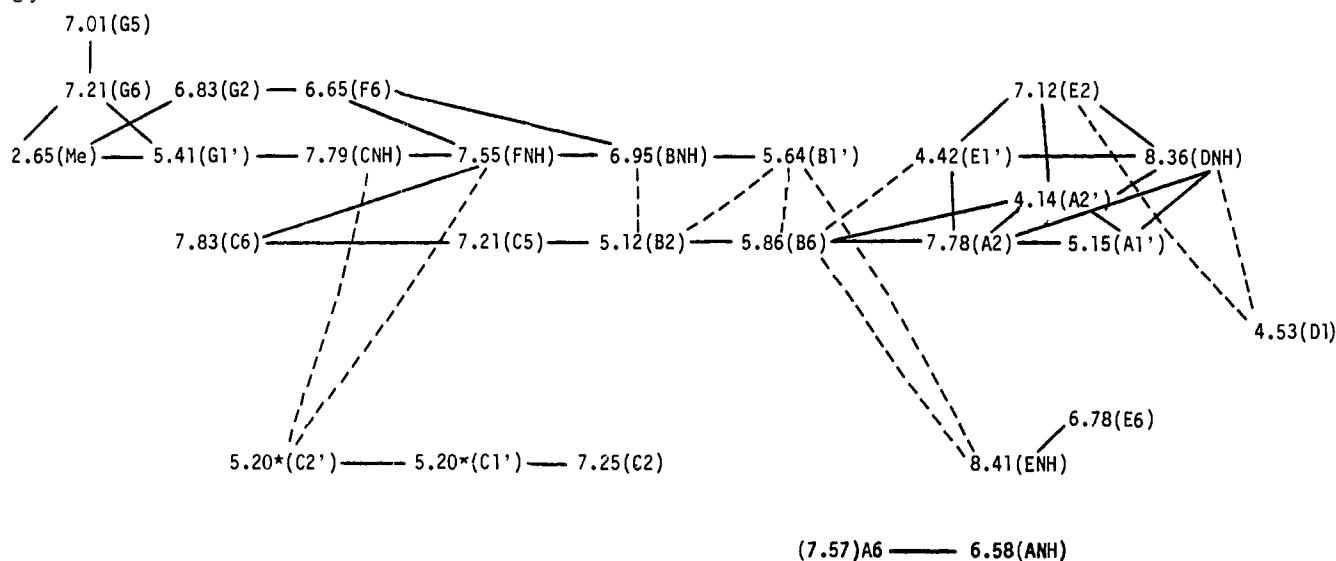 7.01(G5)
7.21(G6) 6.83(G2) 6.65(F6) 7.12(E2)
2.65(Me) 5.41(G1') 7.79(CNH) 7.55(FNH) 6.95(BNH) 5.64(B1') 4.42(E1') 8.36(DNH)
4.14(A2')
7.83(C6) 7.21(C5) 5.12(B2) 5.86(B6) 7.78(A2) 5.15(A1')
4.53(D1)
6.78(E6)
5.20*(C2') 5.20*(C1') 7.25(C2) 8.41(ENH)
(7.57)A6 6.58(ANH)